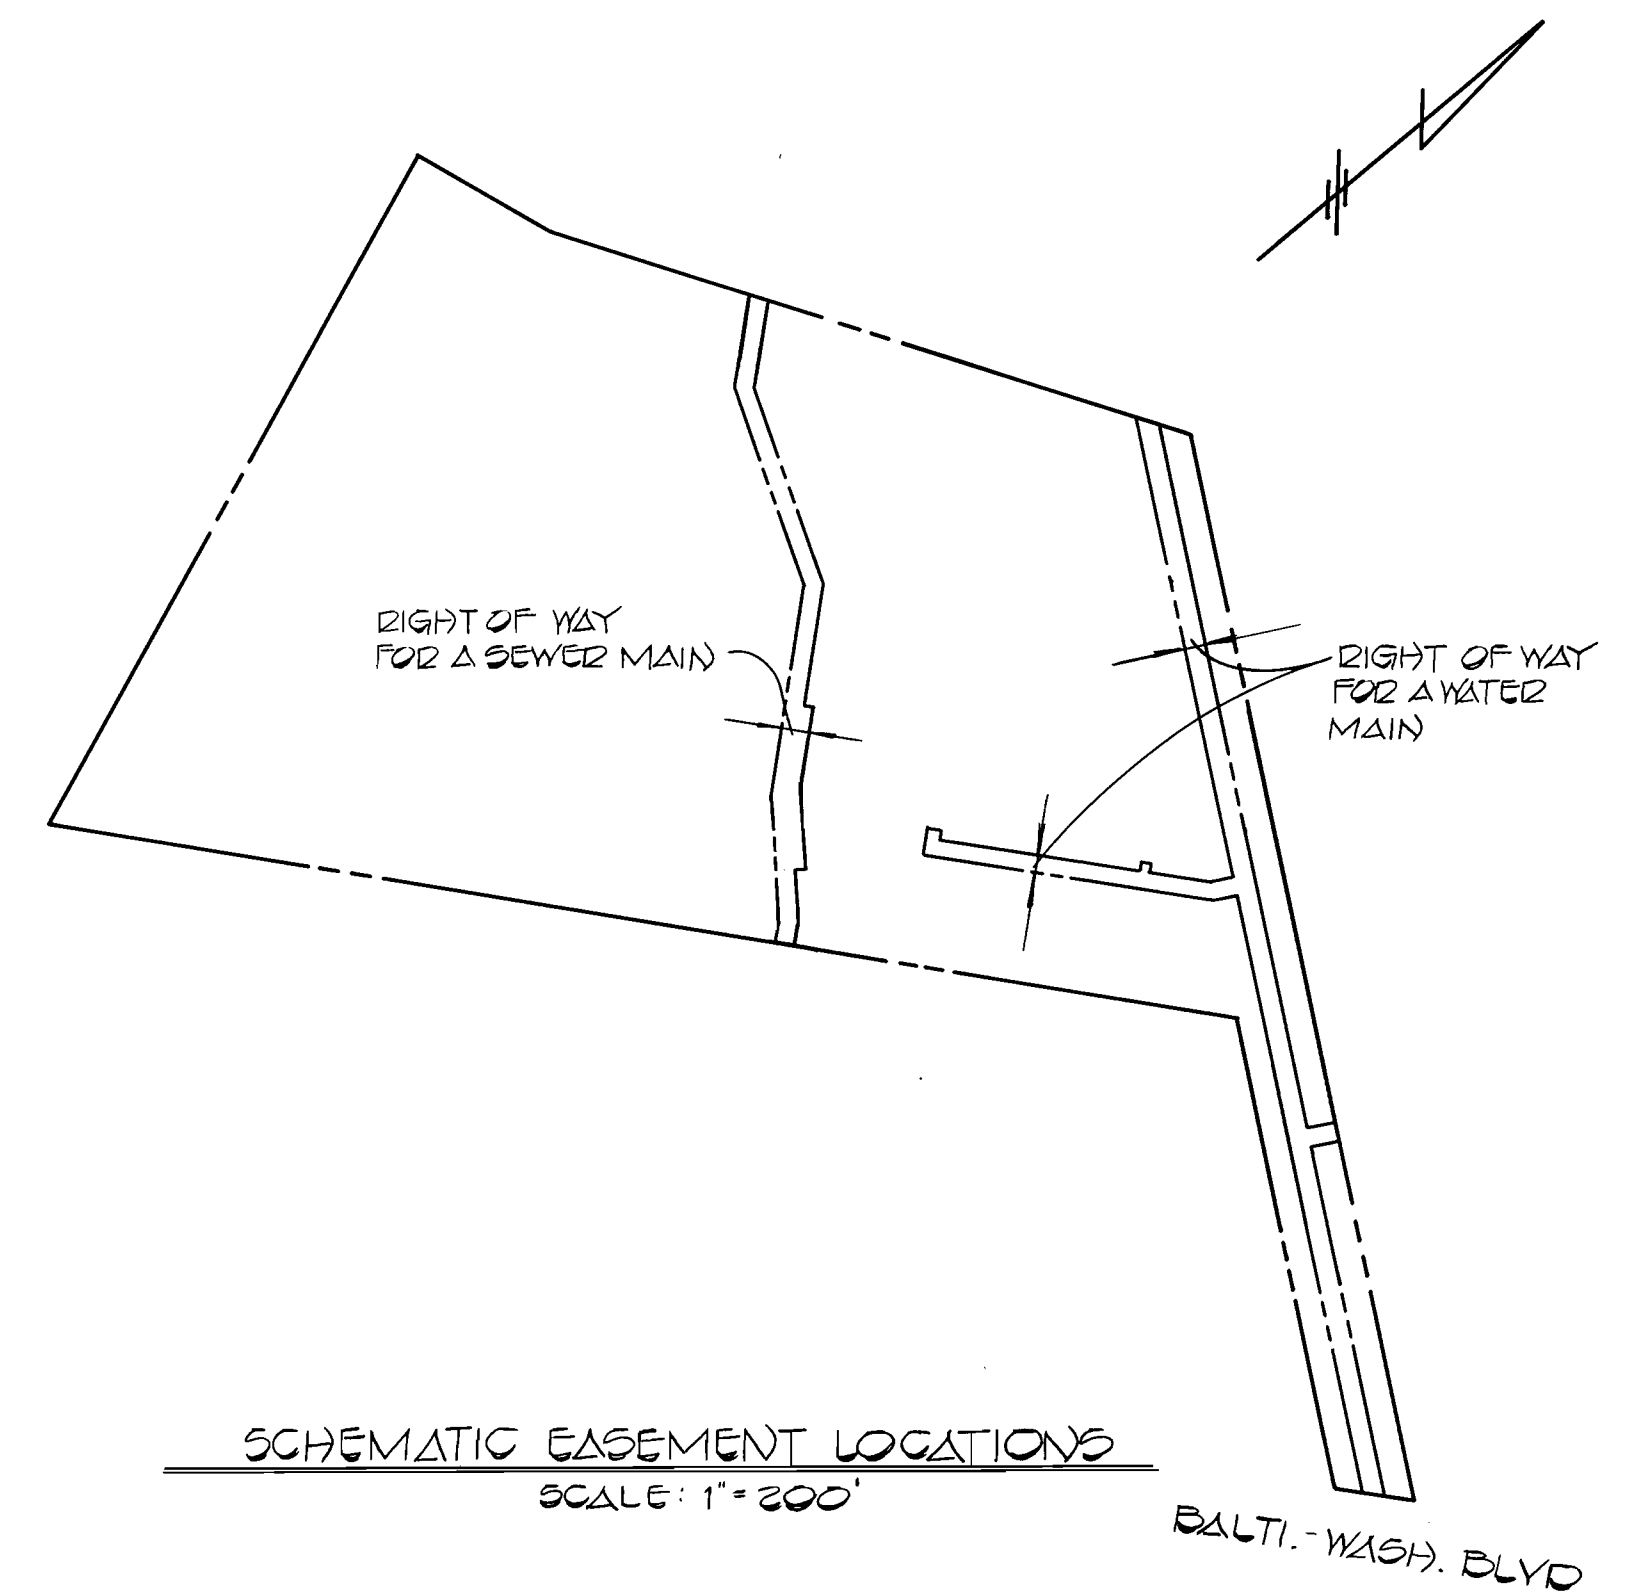 RIGHT OF WAY
FOR A SEWER MAIN
RIGHT OF WAY
FOR A WATER
MAIN
SCHEMATIC EASEMENT LOCATIONS
SCALE: 1" = 200'
BALTI.-WASH. BLVD